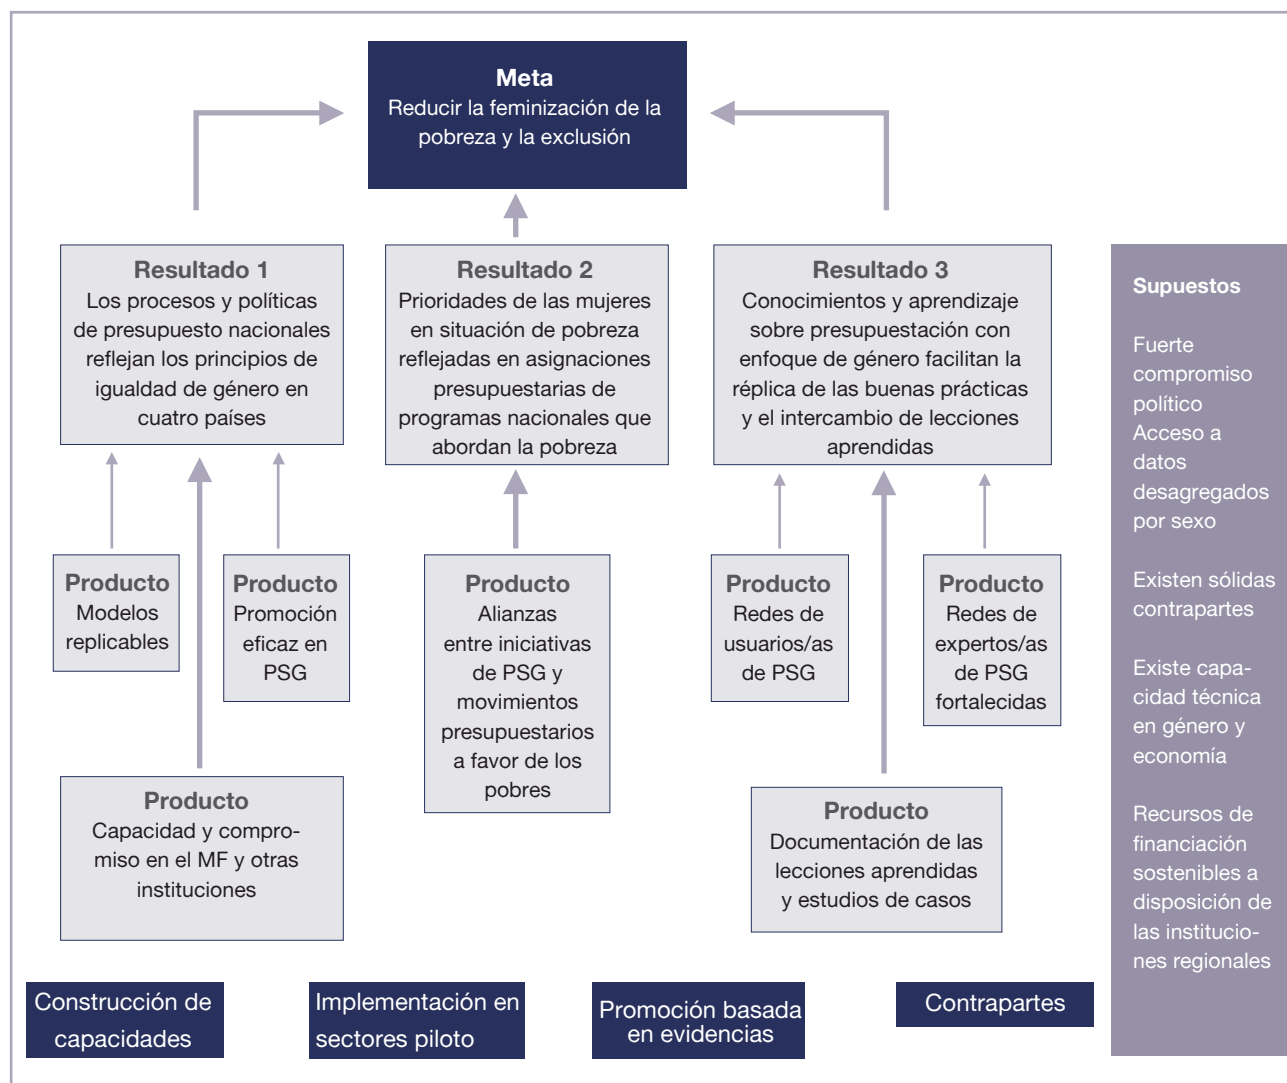 Meta
Reducir la feminización de la
pobreza y la exclusión
Resultado 1
Los procesos y políticas
de presupuesto nacionales
reflejan los principios de
igualdad de género en
cuatro países
Resultado 2
Prioridades de las mujeres
en situación de pobreza
reflejadas en asignaciones
presupuestarias de
programas nacionales que
abordan la pobreza
Resultado 3
Conocimientos y aprendizaje
sobre presupuestación con
enfoque de género facilitan la
réplica de las buenas prácticas
y el intercambio de lecciones
aprendidas
Producto
Modelos
replicables
Producto
Promoción
eficaz en
PSG
Producto
Alianzas
entre iniciativas
de PSG y
movimientos
presupuestarios
a favor de los
pobres
Producto
Redes de
usuarios/as
de PSG
Producto
Redes de
expertos/as
de PSG
fortalecidas
Producto
Capacidad y compro-
miso en el MF y otras
instituciones
Producto
Documentación de las
lecciones aprendidas
y estudios de casos
Supuestos
Fuerte
compromiso
político
Acceso a
datos
desagregados
por sexo
Existen sólidas
contrapartes
Existe capa-
cidad técnica
en género y
economía
Recursos de
financiación
sostenibles a
disposición de
las institucio-
nes regionales
Construcción de
capacidades
Implementación en
sectores piloto
Promoción basada
en evidencias
Contrapartes